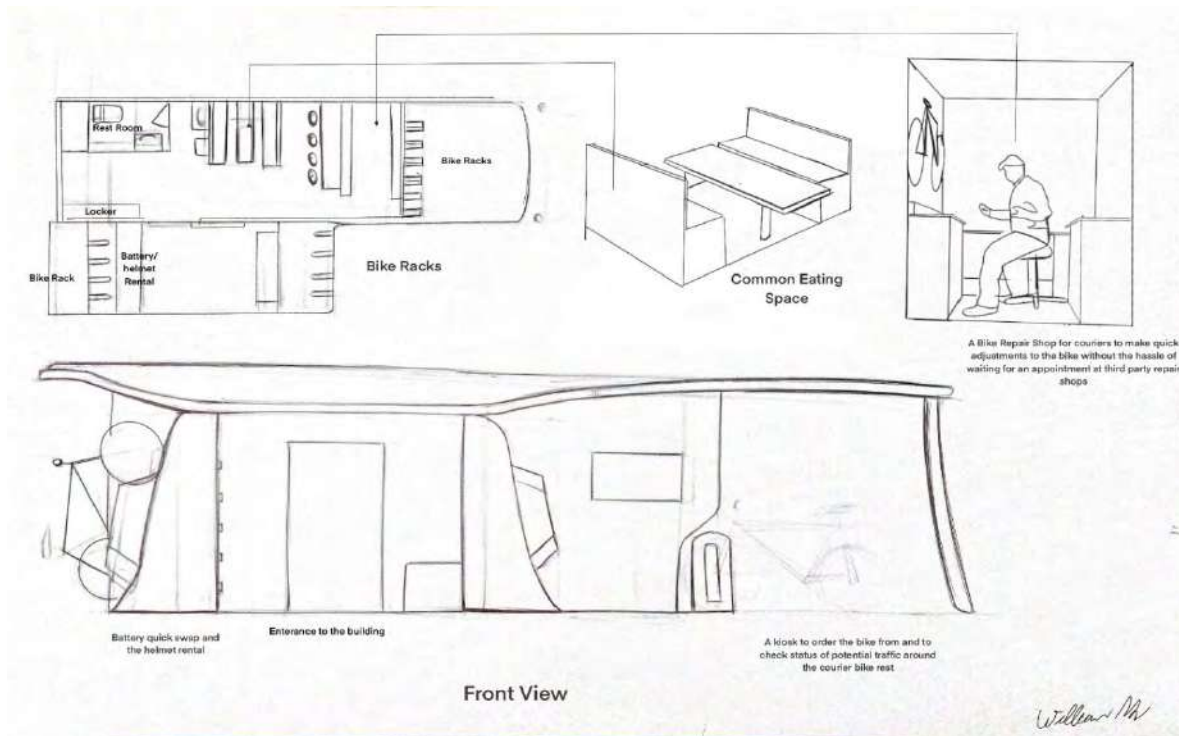 Rest Room
Bike Racks
Locker
Battery/
helmet
Rental
Bike Rack
Bike Racks
Common Eating
Space
A Bike Repair Shop for couriers to make quick
adjustments to the bike without the hassle of
waiting for an appointment at third party repair
shops
Battery quick swap and
the helmet rental
Entrance to the building
A kiosk to order the bike from and to
check status of potential traffic around
the courier bike rest
Front View
William